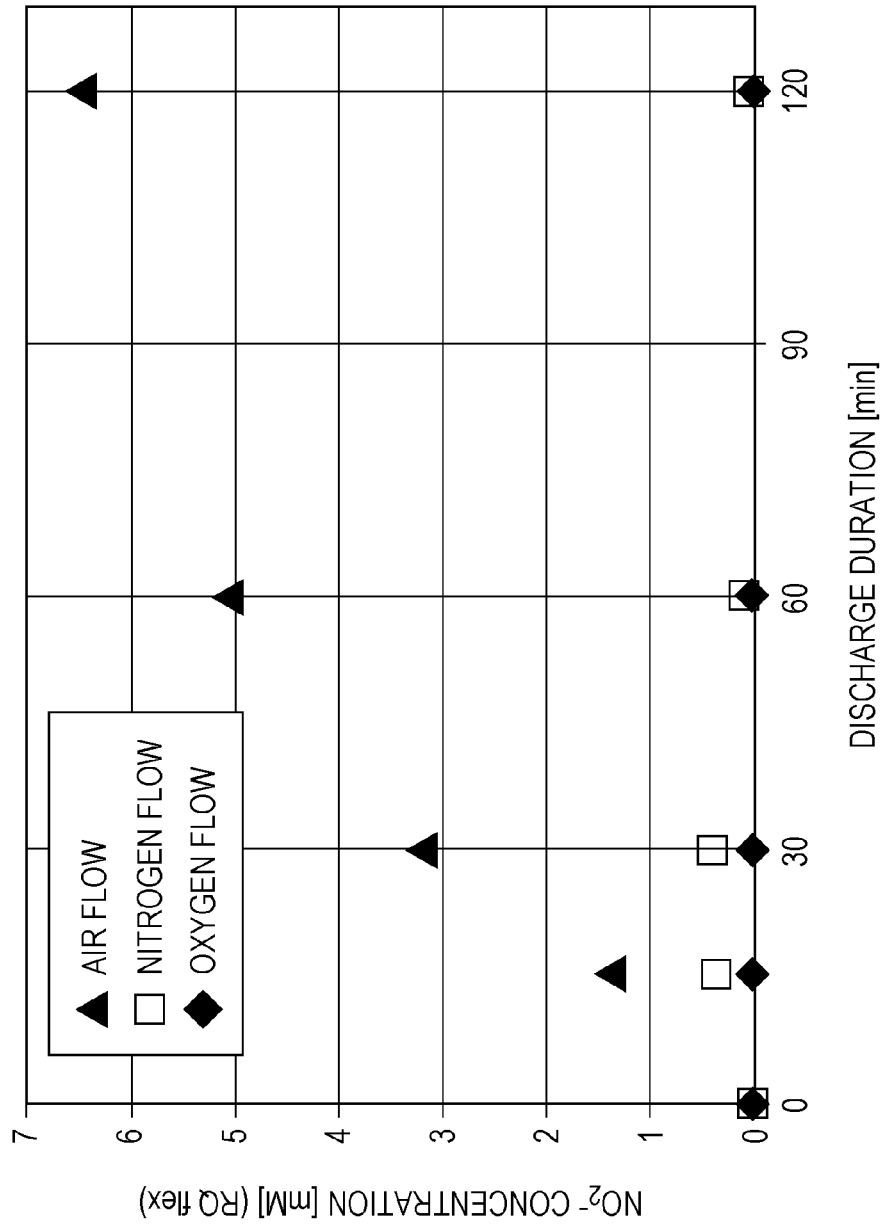 NO₂⁻ CONCENTRATION [mM] (RQ flex)
7
6
5
4
3
2
1
0
AIR FLOW
NITROGEN FLOW
OXYGEN FLOW
0 30 60 90 120
DISCHARGE DURATION [min]